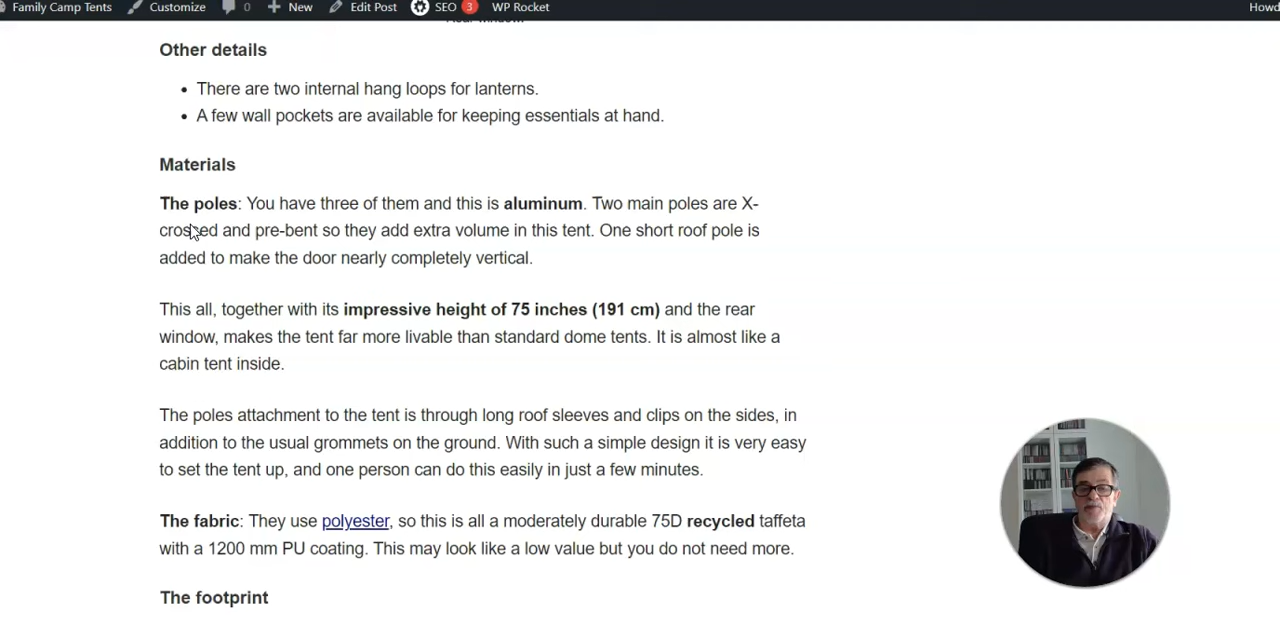 Family Camp Tents Customize 0 New Edit Post SEO 3 WP Rocket Howd
Other details
• There are two internal hang loops for lanterns.
• A few wall pockets are available for keeping essentials at hand.
Materials
The poles: You have three of them and this is aluminum. Two main poles are X-
crossed and pre-bent so they add extra volume in this tent. One short roof pole is
added to make the door nearly completely vertical.
This all, together with its impressive height of 75 inches (191 cm) and the rear
window, makes the tent far more livable than standard dome tents. It is almost like a
cabin tent inside.
The poles attachment to the tent is through long roof sleeves and clips on the sides, in
addition to the usual grommets on the ground. With such a simple design it is very easy
to set the tent up, and one person can do this easily in just a few minutes.
The fabric: They use polyester, so this is all a moderately durable 75D recycled taffeta
with a 1200 mm PU coating. This may look like a low value but you do not need more.
The footprint